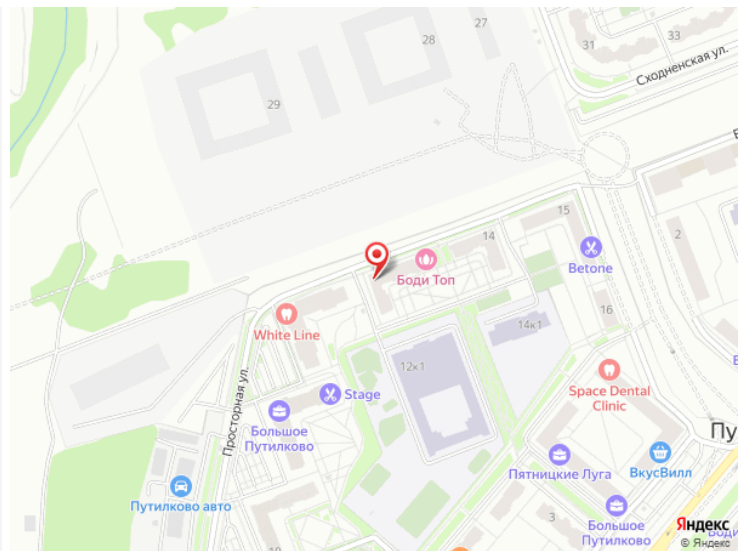 27
28
33
31
Сходненская ул.
29
15
14
2
Боди Топ
Betone
16
White Line
14к1
12к1
Space Dental
Clinic
Просторная ул.
Stage
Большое
Путилково
Пу
ВкусВилл
Пятницкие Луга
Путилково авто
3
Большое
Путилково
Яндекс
© Яндекс